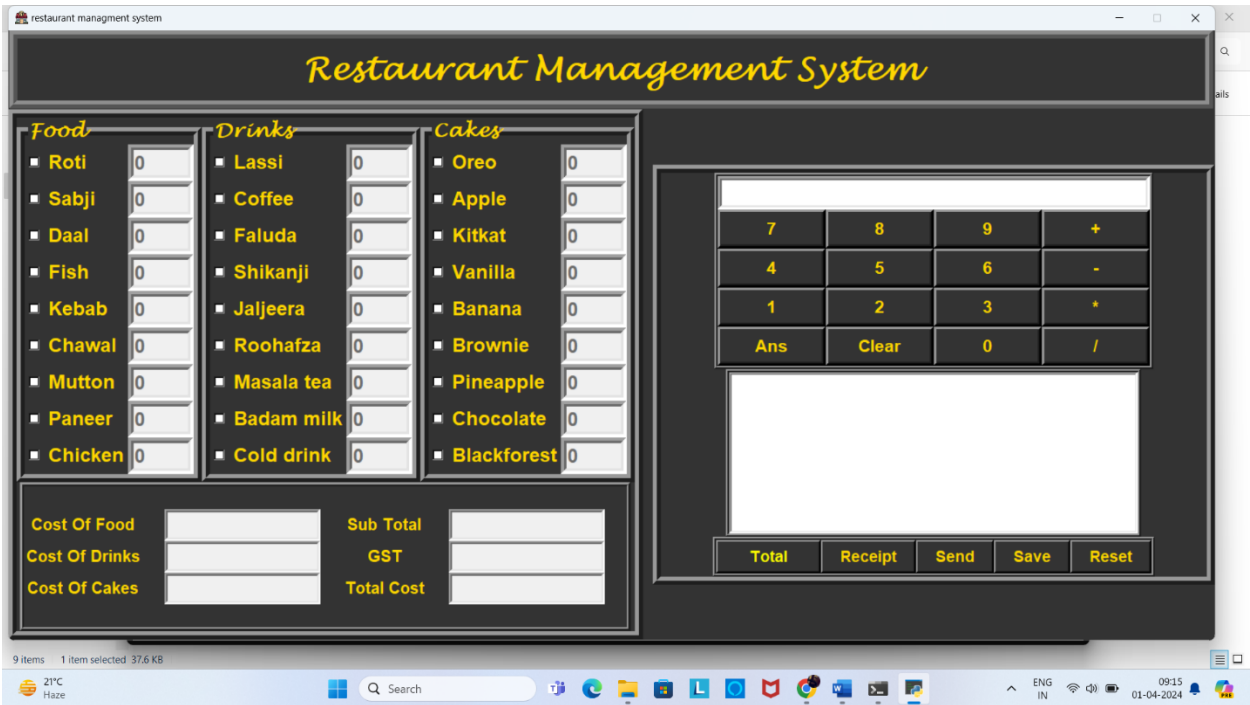 restaurant managment system
Restaurant Management System
ails
Food
Roti 0
Sabji 0
Daal 0
Fish 0
Kebab 0
Chawal 0
Mutton 0
Paneer 0
Chicken 0
Drinks
Lassi 0
Coffee 0
Faluda 0
Shikanji 0
Jaljeera 0
Roohafza 0
Masala tea 0
Badam milk 0
Cold drink 0
Cakes
Oreo 0
Apple 0
Kitkat 0
Vanilla 0
Banana 0
Brownie 0
Pineapple 0
Chocolate 0
Blackforest 0
Cost Of Food Sub Total
Cost Of Drinks GST
Cost Of Cakes Total Cost
7 8 9 +
4 5 6 -
1 2 3 *
Ans Clear 0 /
Total Receipt Send Save Reset
9 items 1 item selected 37.6 KB
21°C
Haze
Search
L
W
PRE
ENG
IN
09:15
01-04-2024